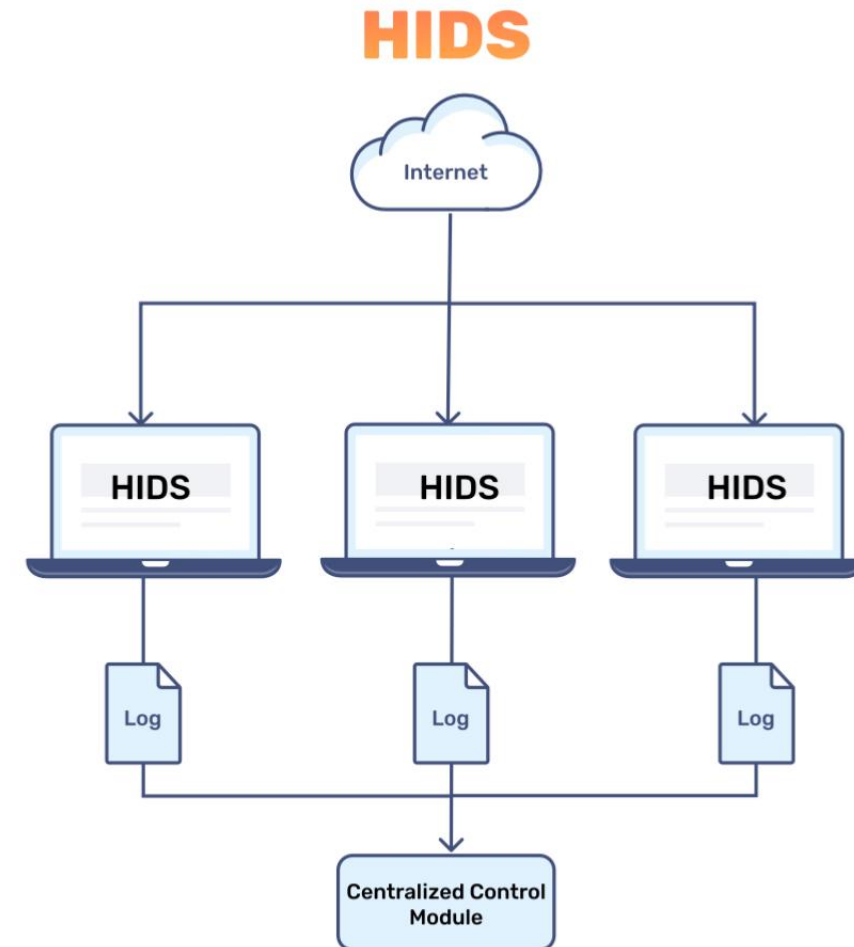 HIDS
Internet
HIDS
HIDS
HIDS
Log
Log
Log
Centralized Control
Module